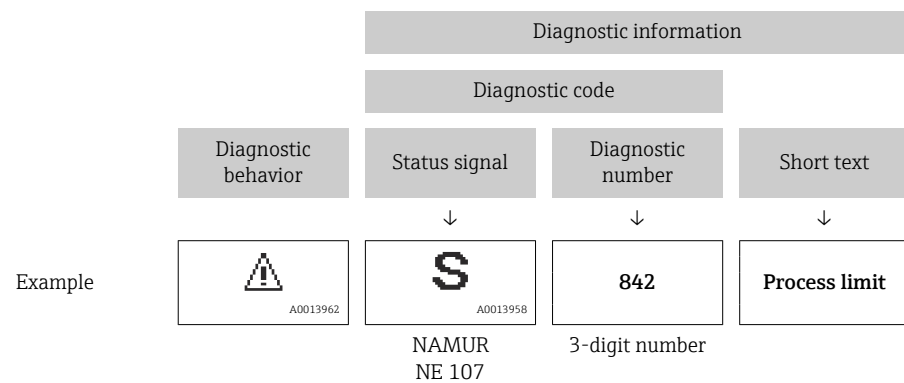 Diagnostic information
Diagnostic code
Diagnostic
behavior
Status signal
Diagnostic
number
Short text
↓ ↓ ↓
Example
A0013962
S
A0013958
842
Process limit
NAMUR
NE 107
3-digit number